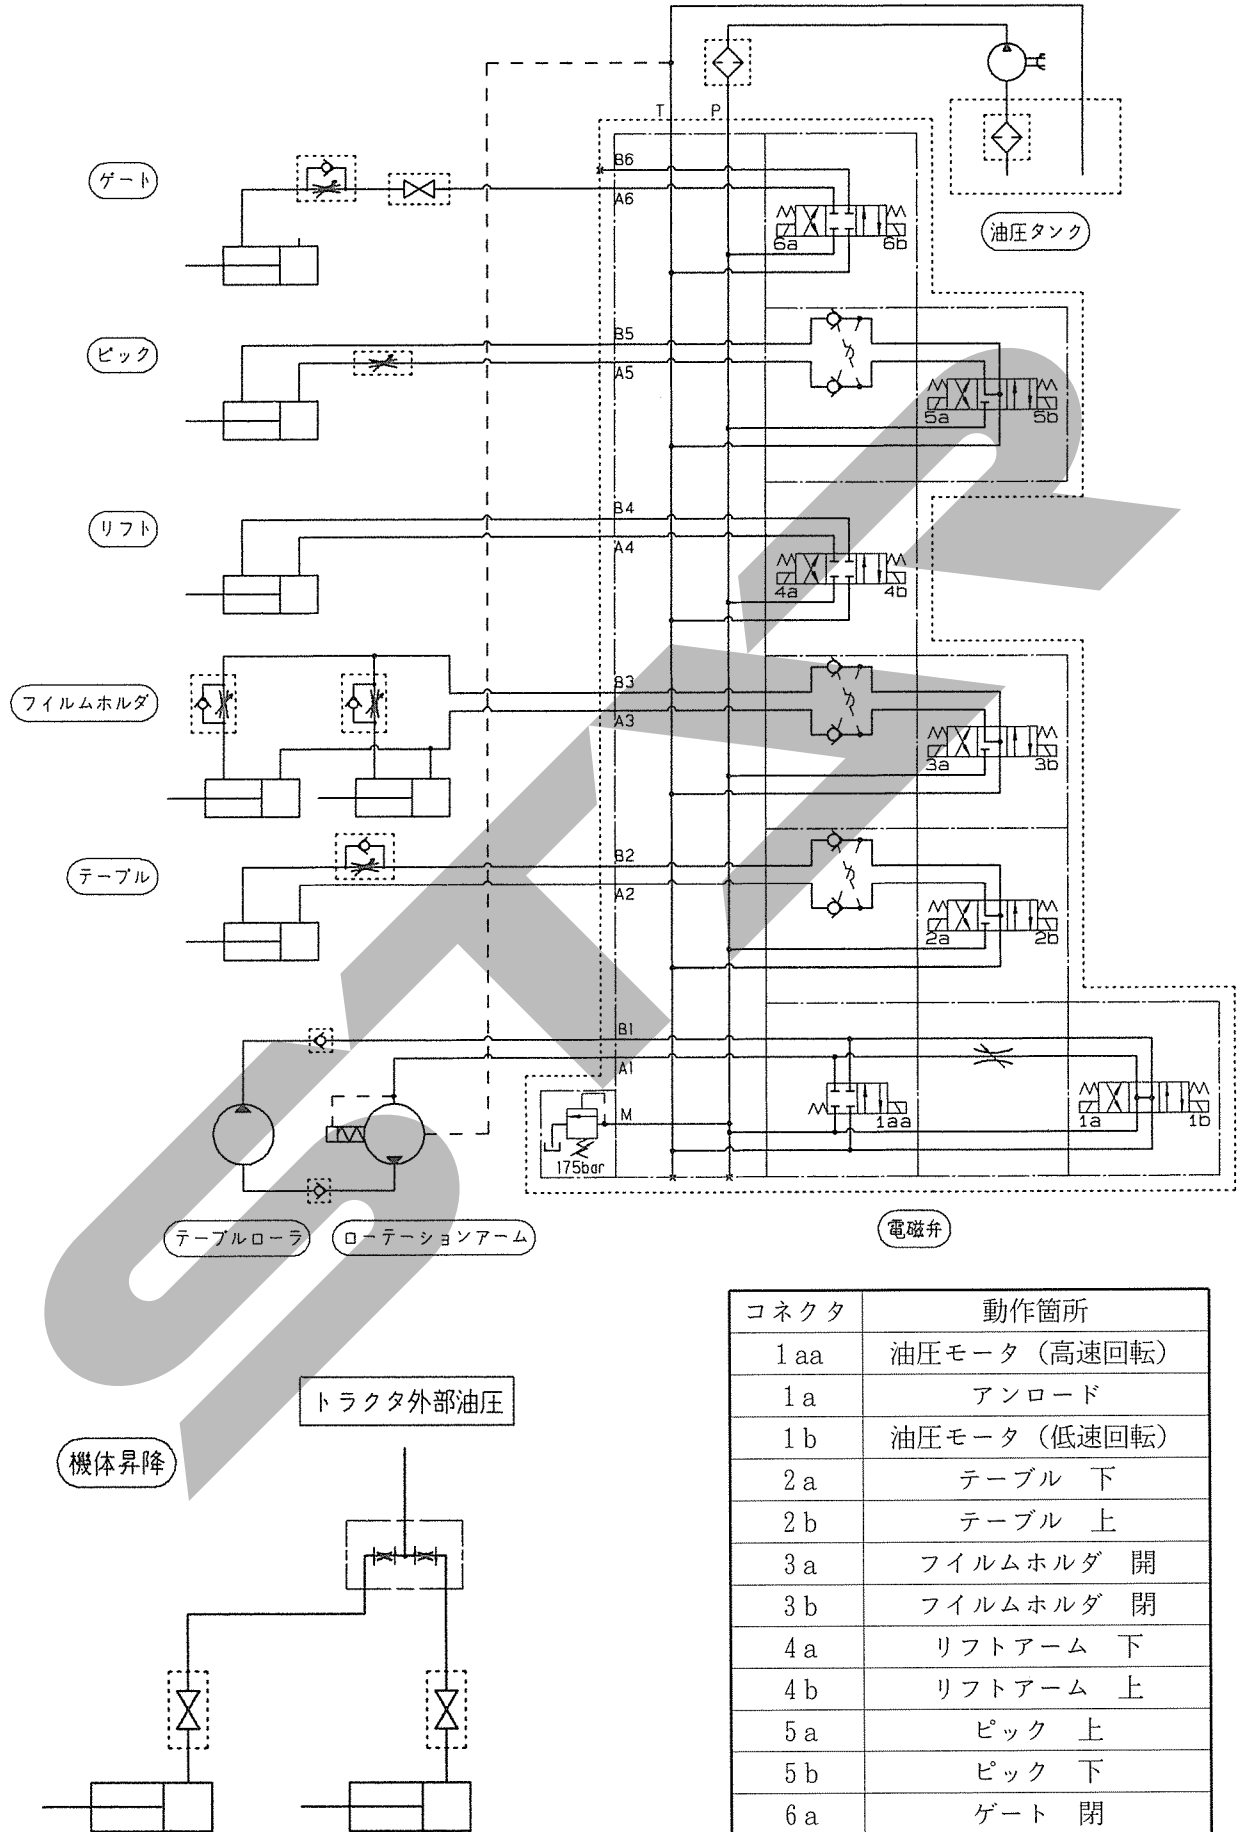 T
P
ゲート
B6
A6
6a
6b
油圧タンク
ピック
B5
A5
5a
5b
リフト
B4
A4
4a
4b
フイルムホルダ
B3
A3
3a
3b
テーブル
B2
A2
2a
2b
B1
A1
M
1aa
1a
1b
175bar
テーブルローラ
ローテーションアーム
電磁弁
STAR
トラクタ外部油圧
機体昇降
コネクタ 動作箇所
1aa 油圧モータ（高速回転）
1a アンロード
1b 油圧モータ（低速回転）
2a テーブル 下
2b テーブル 上
3a フイルムホルダ 開
3b フイルムホルダ 閉
4a リフトアーム 下
4b リフトアーム 上
5a ピック 上
5b ピック 下
6a ゲート 閉